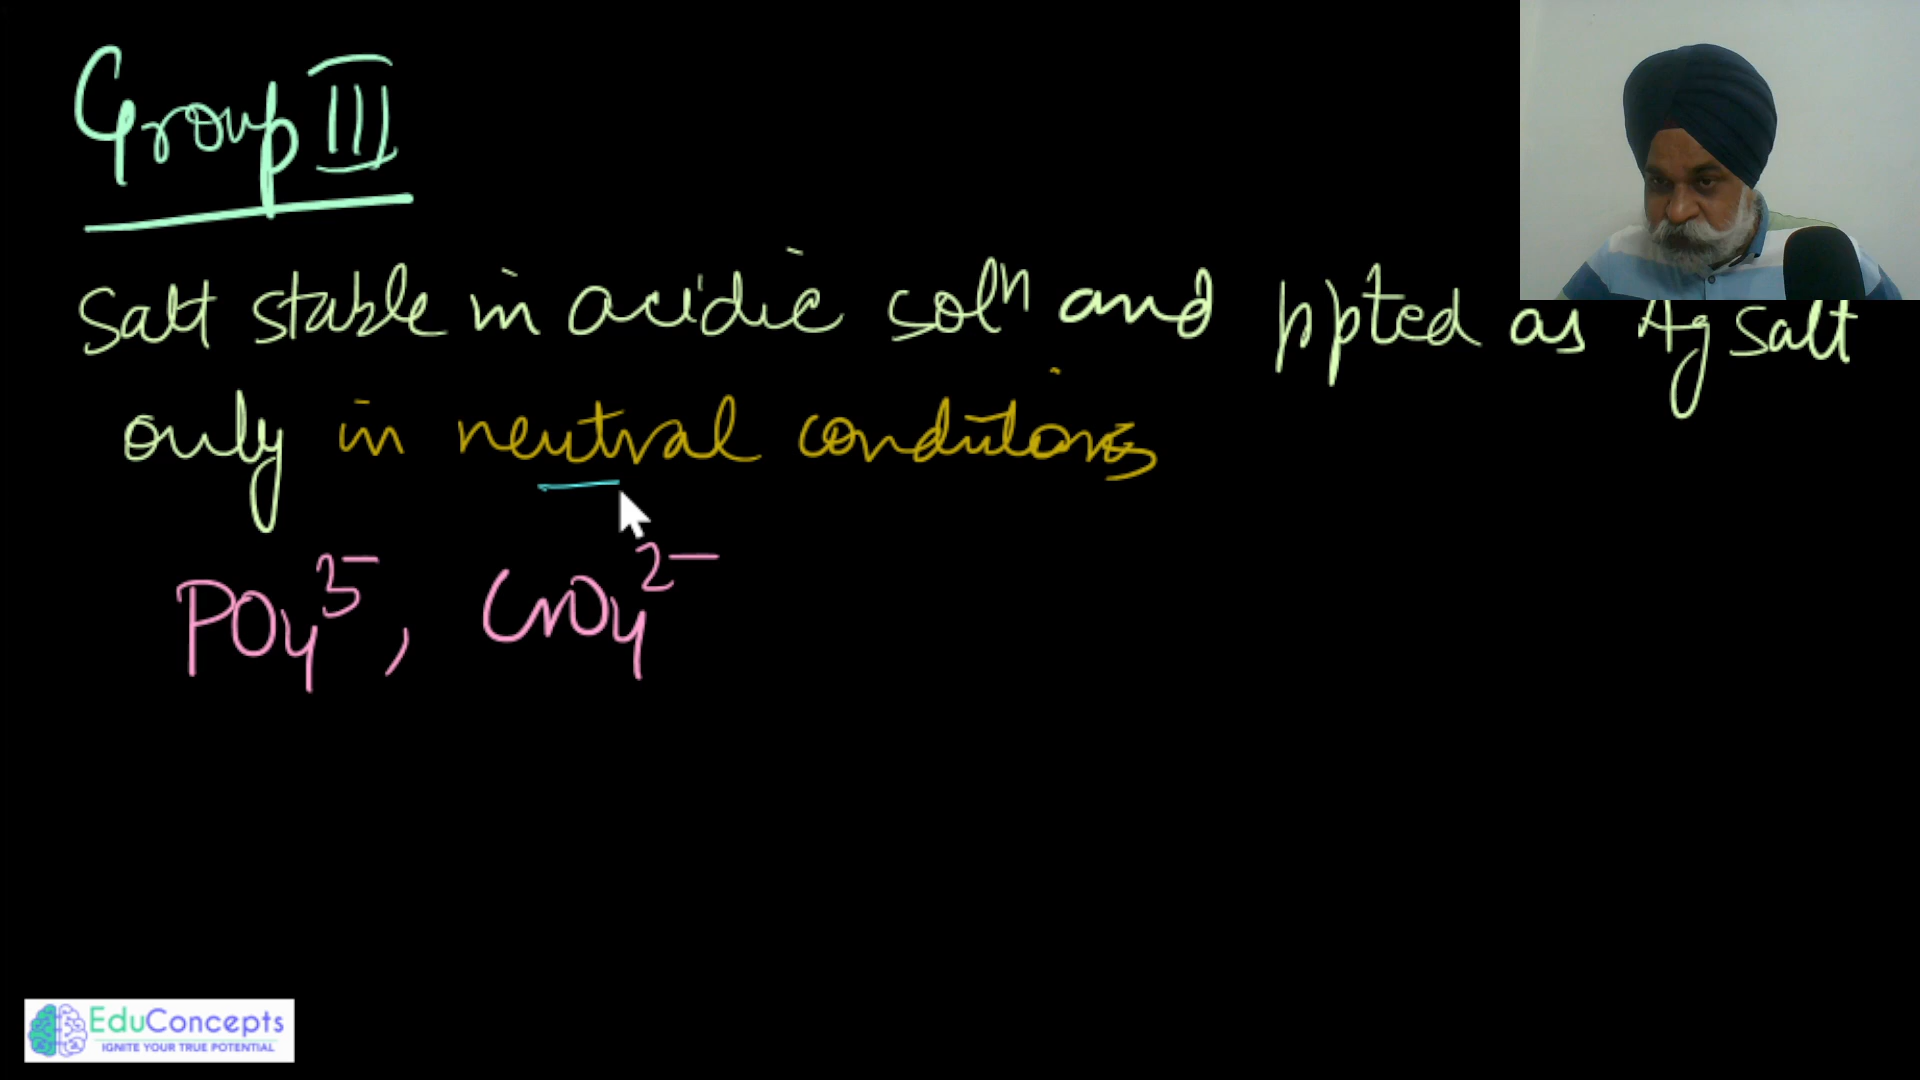 Group III
Salt stable in acidic solⁿ and ppted as Ag salt
only in neutral conditions
PO₄³⁻, CrO₄²⁻
EduConcepts
IGNITE YOUR TRUE POTENTIAL